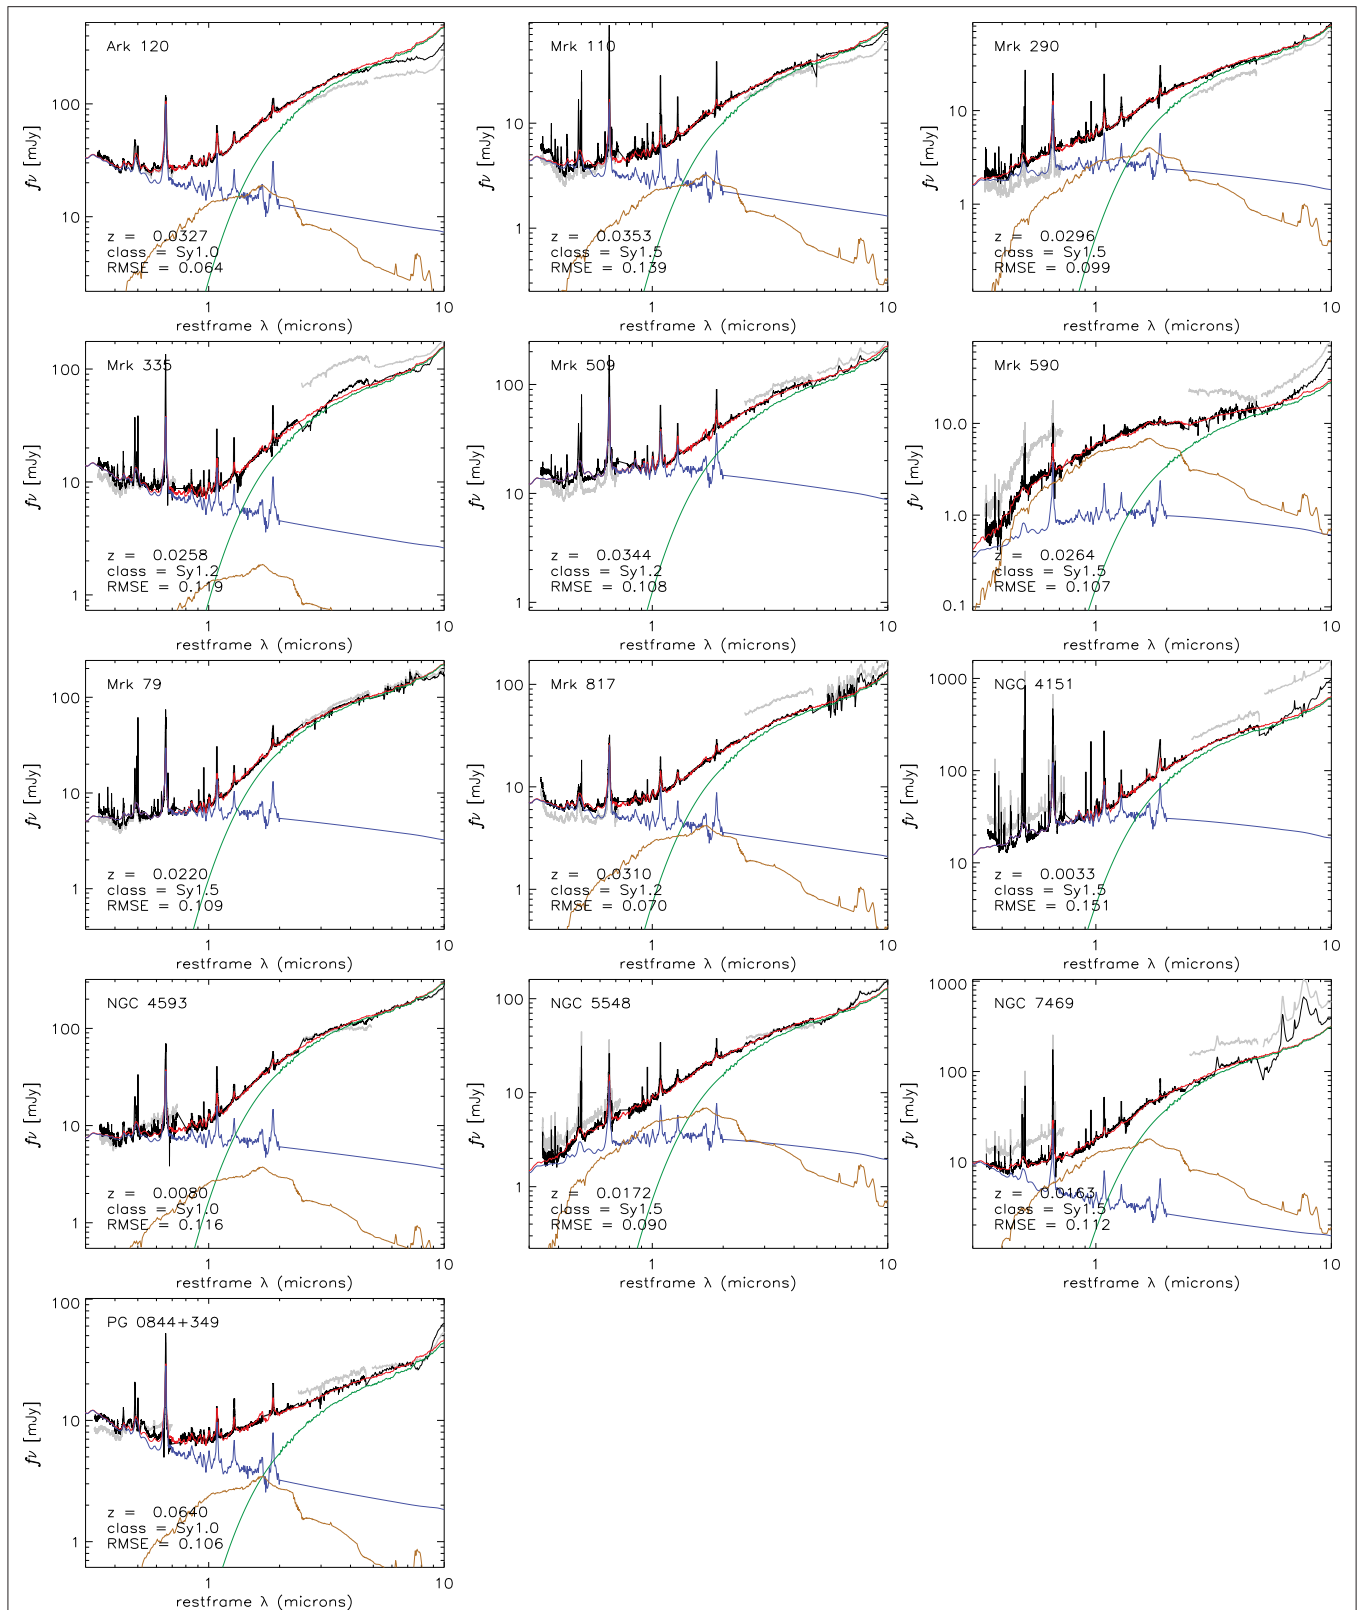 Ark 120
100
10
fν [mJy]
z = 0.0327
class = Sy1.0
RMSE = 0.064
1
10
restframe λ (microns)
Mrk 110
10
1
fν [mJy]
z = 0.0353
class = Sy1.5
RMSE = 0.139
1
10
restframe λ (microns)
Mrk 290
10
1
fν [mJy]
z = 0.0296
class = Sy1.5
RMSE = 0.099
1
10
restframe λ (microns)
Mrk 335
100
10
1
fν [mJy]
z = 0.0258
class = Sy1.2
RMSE = 0.119
1
10
restframe λ (microns)
Mrk 509
100
10
1
fν [mJy]
z = 0.0344
class = Sy1.2
RMSE = 0.108
1
10
restframe λ (microns)
Mrk 590
10.0
1.0
0.1
fν [mJy]
z = 0.0264
class = Sy1.5
RMSE = 0.107
1
10
restframe λ (microns)
Mrk 79
100
10
1
fν [mJy]
z = 0.0220
class = Sy1.5
RMSE = 0.109
1
10
restframe λ (microns)
Mrk 817
100
10
1
fν [mJy]
z = 0.0310
class = Sy1.2
RMSE = 0.070
1
10
restframe λ (microns)
NGC 4151
1000
100
10
fν [mJy]
z = 0.0033
class = Sy1.5
RMSE = 0.151
1
10
restframe λ (microns)
NGC 4593
100
10
1
fν [mJy]
z = 0.0080
class = Sy1.0
RMSE = 0.116
1
10
restframe λ (microns)
NGC 5548
100
10
1
fν [mJy]
z = 0.0172
class = Sy1.5
RMSE = 0.090
1
10
restframe λ (microns)
NGC 7469
1000
100
10
fν [mJy]
z = 0.0163
class = Sy1.5
RMSE = 0.112
1
10
restframe λ (microns)
PG 0844+349
100
10
1
fν [mJy]
z = 0.0640
class = Sy1.0
RMSE = 0.106
1
10
restframe λ (microns)